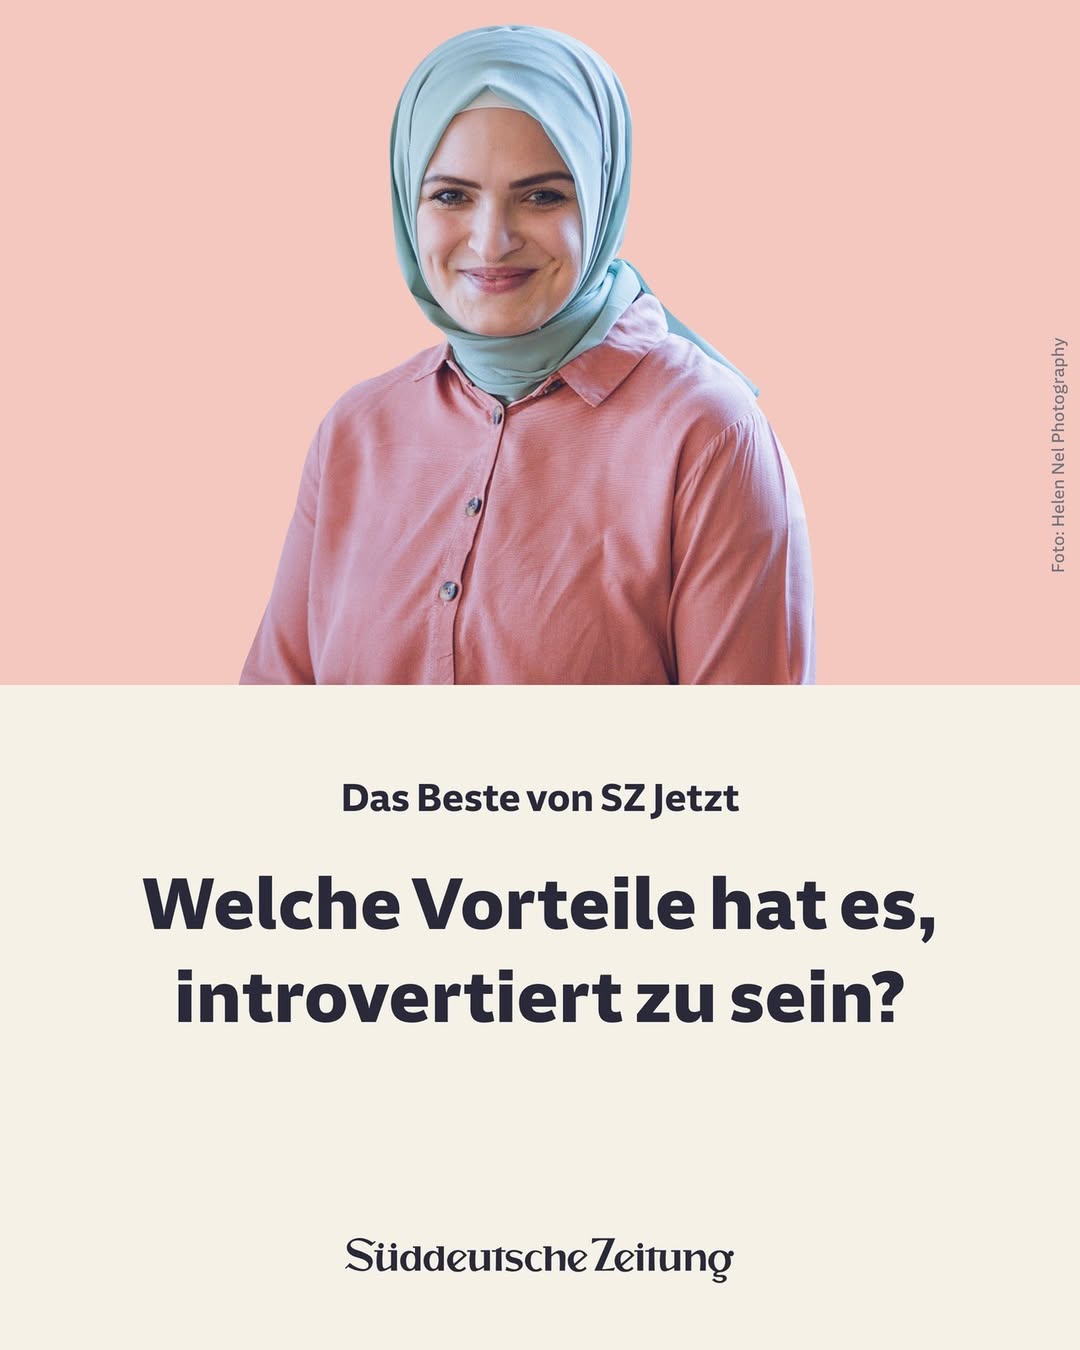 Foto: Helen Nel Photography
Das Beste von SZ Jetzt
Welche Vorteile hat es,
introvertiert zu sein?
Süddeutsche Zeitung